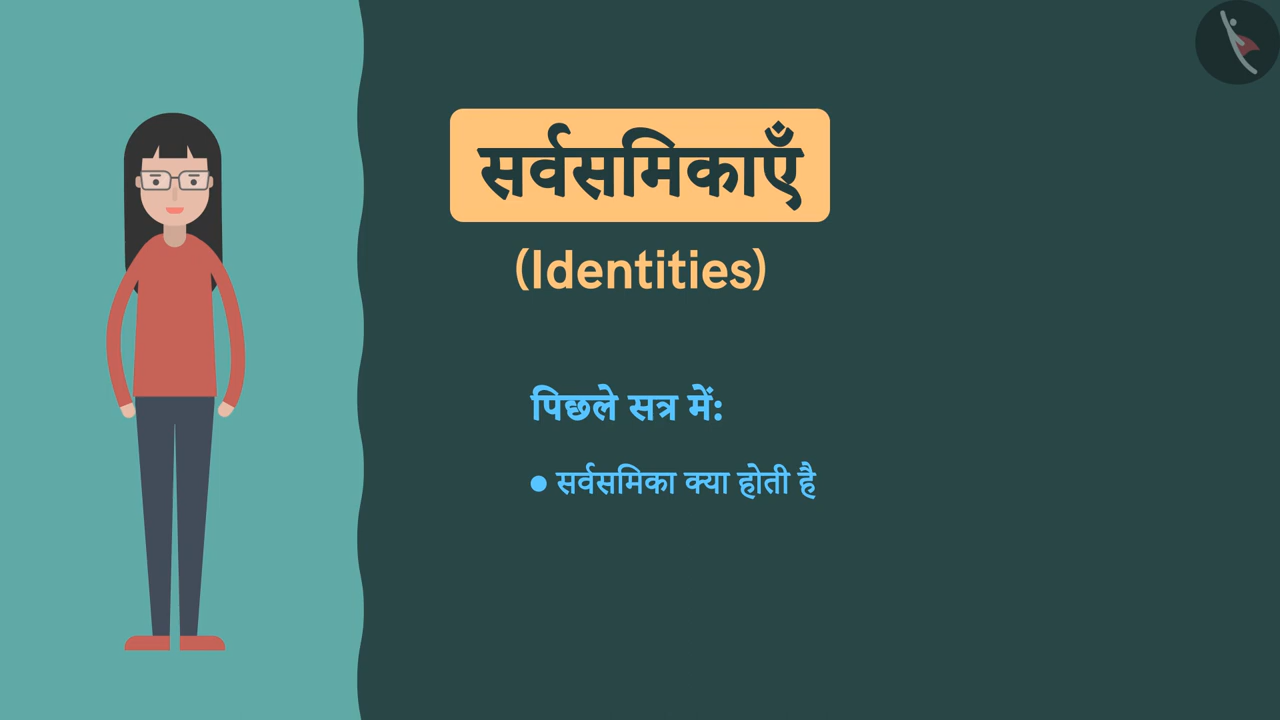 सर्वसमिकाएँ
(Identities)
पिछले सत्र में:
● सर्वसमिका क्या होती है